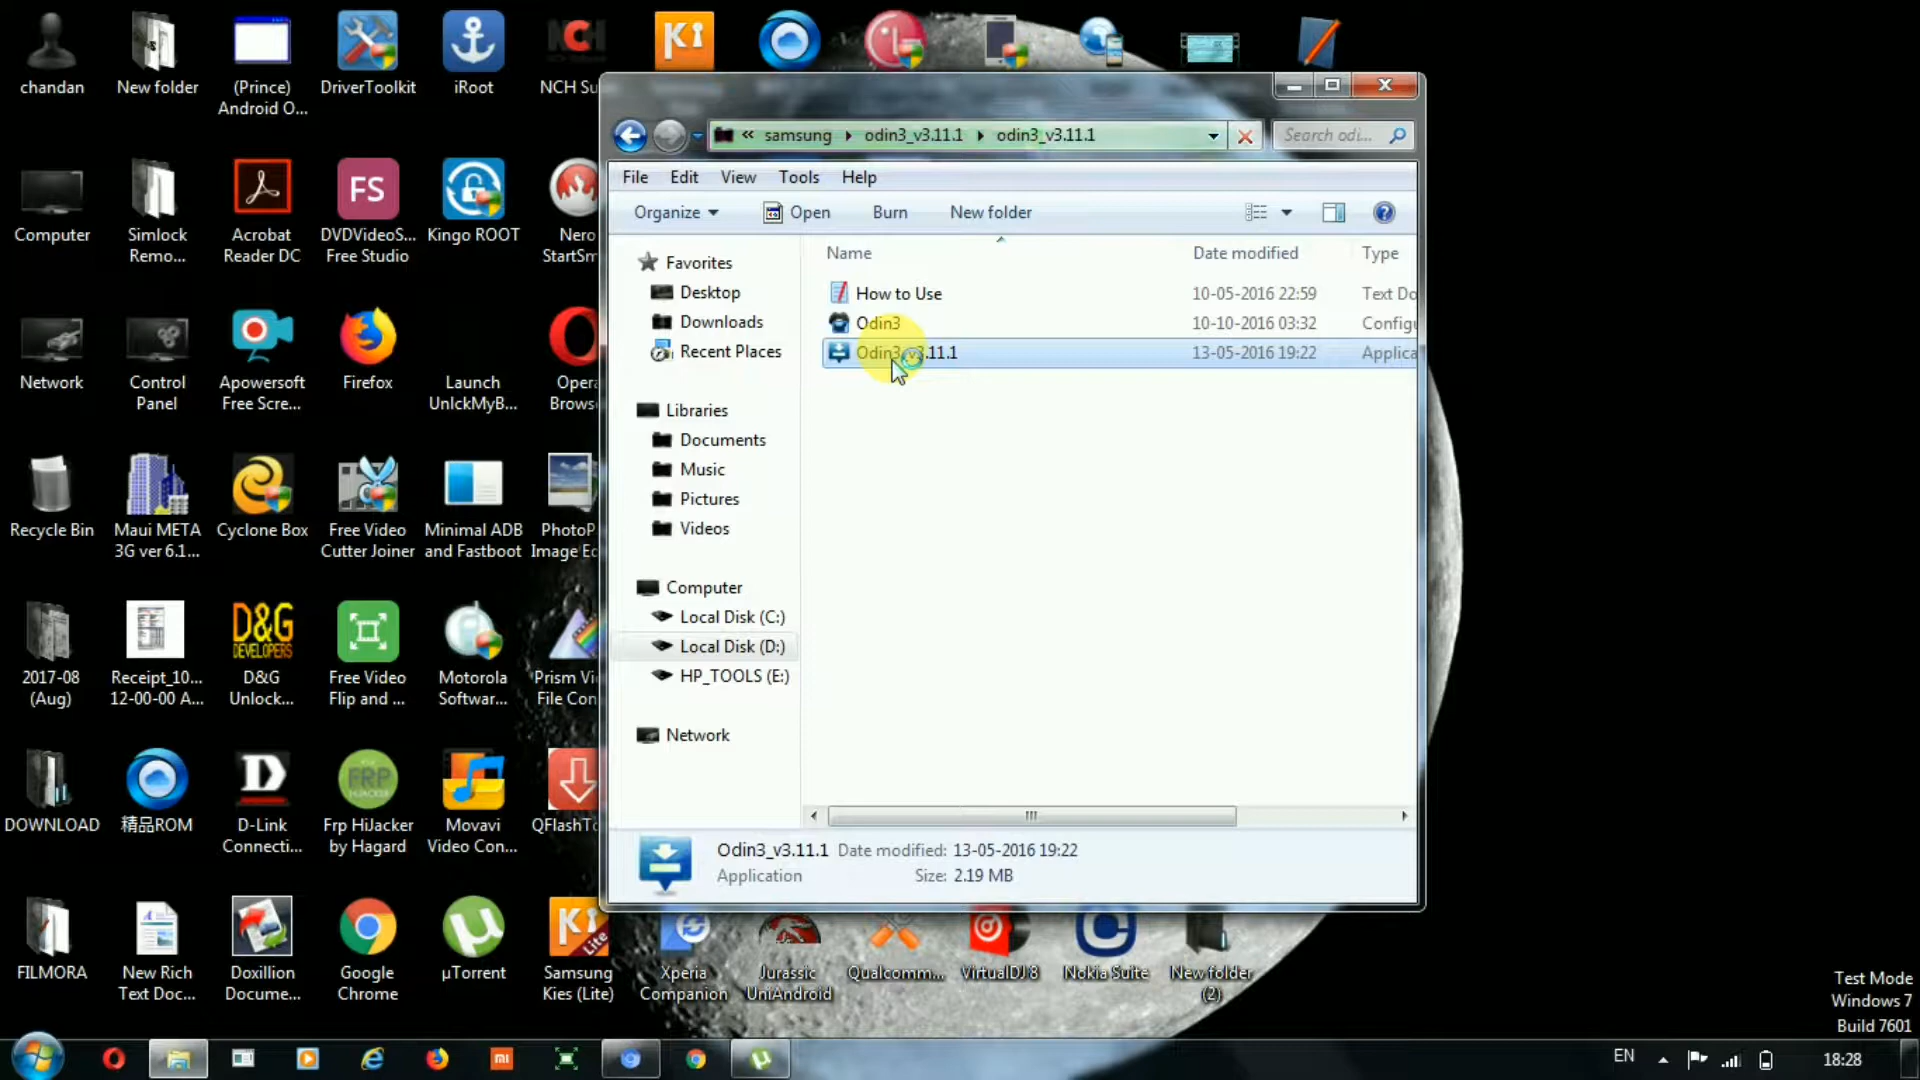 chandan
New folder
(Prince)
Android O...
DriverToolkit
iRoot
NCH Su
Computer
Simlock
Remo...
Acrobat
Reader DC
FS
DVDVideoS...
Free Studio
Kingo ROOT
Nero
StartSm
Network
Control
Panel
Apowersoft
Free Scre...
Firefox
Launch
UnlckMyB...
Opera
Browse
Recycle Bin
Maui META
3G ver 6.1...
Cyclone Box
Free Video
Cutter Joiner
Minimal ADB
and Fastboot
PhotoP
Image Ed
2017-08
(Aug)
Receipt_10...
12-00-00 A...
D&G
DEVELOPERS
D&G
Unlock...
Free Video
Flip and ...
Motorola
Softwar...
Prism Vi
File Con
DOWNLOAD
精品ROM
D-Link
Connecti...
FRP
Frp HiJacker
by Hagard
Movavi
Video Con...
QFlashTo
FILMORA
New Rich
Text Doc...
Doxillion
Docume...
Google
Chrome
µTorrent
Lite
Samsung
Kies (Lite)
Xperia
Companion
Jurassic
UniAndroid
Qualcomm...
VirtualDJ 8
Nokia Suite
New folder
(2)
« samsung odin3_v3.11.1 odin3_v3.11.1
Search odi...
File Edit View Tools Help
Organize Open Burn New folder
Favorites
Desktop
Downloads
Recent Places
Libraries
Documents
Music
Pictures
Videos
Computer
Local Disk (C:)
Local Disk (D:)
HP_TOOLS (E:)
Network
Name Date modified Type
How to Use 10-05-2016 22:59 Text Do
Odin3 10-10-2016 03:32 Configu
Odin3_v3.11.1 13-05-2016 19:22 Applica
Odin3_v3.11.1 Date modified: 13-05-2016 19:22
Application Size: 2.19 MB
Test Mode
Windows 7
Build 7601
EN
18:28